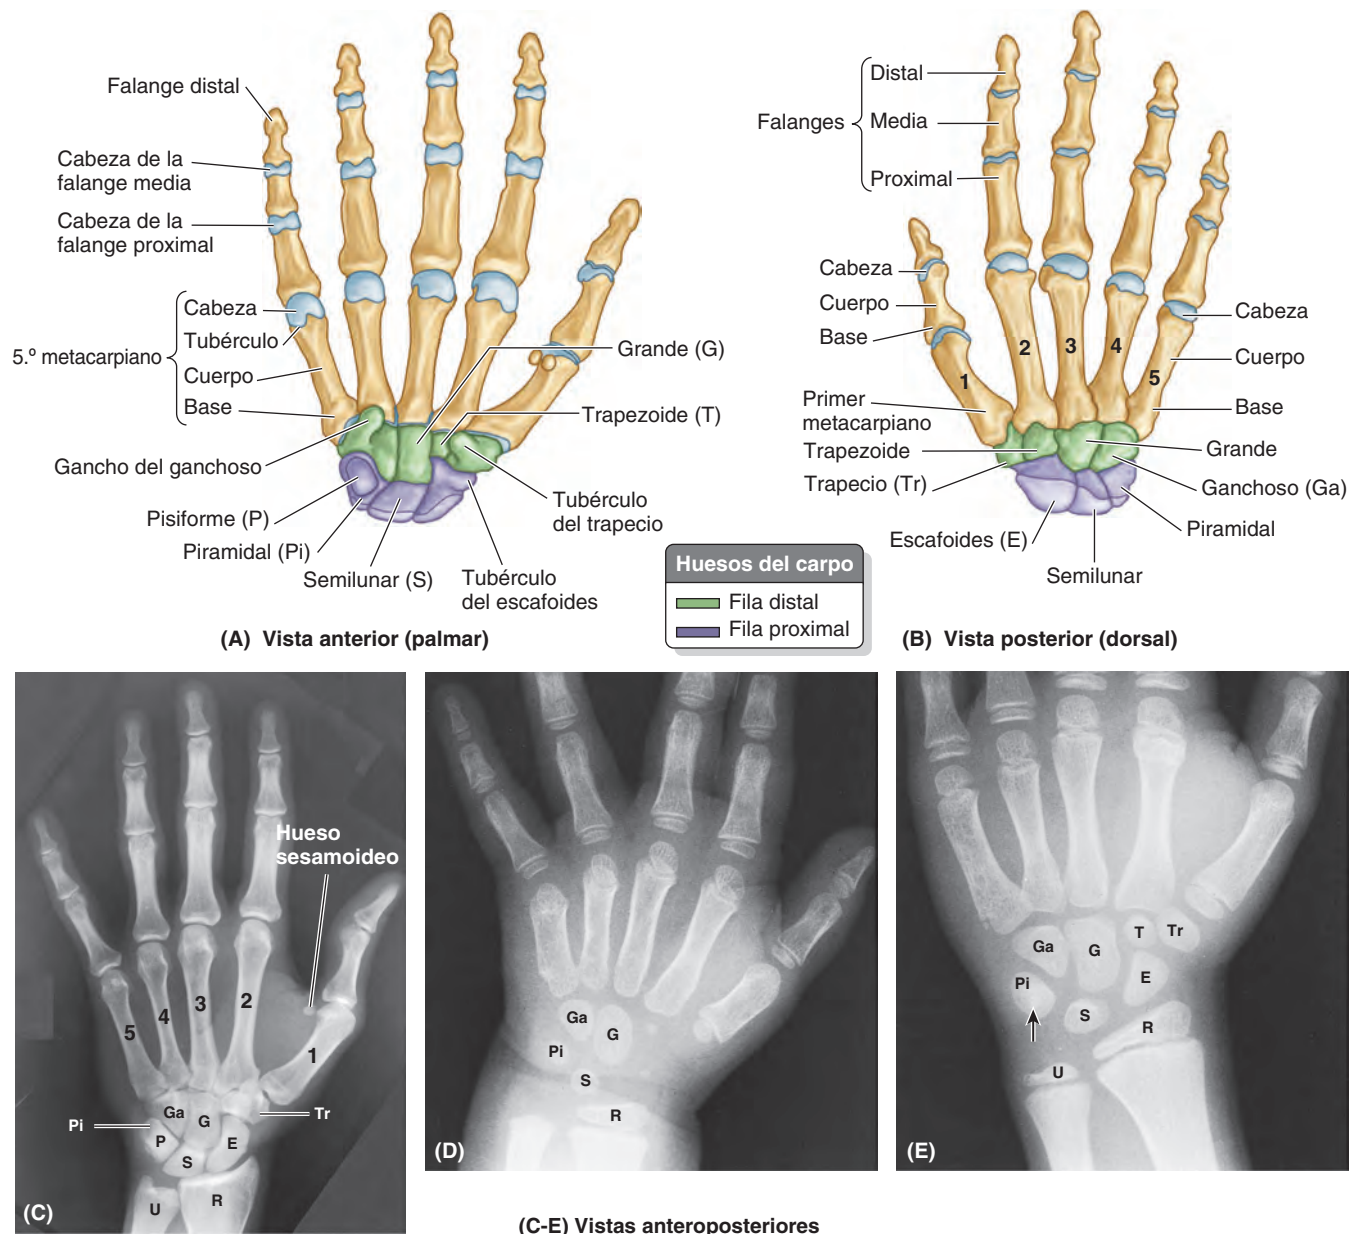 Falange distal
Cabeza de la
falange media
Cabeza de la
falange proximal
5.º metacarpiano
Cabeza
Tubérculo
Cuerpo
Base
Gancho del ganchoso
Pisiforme (P)
Piramidal (Pi)
Semilunar (S)
Tubérculo
del escafoides
Tubérculo
del trapecio
Trapezoide (T)
Grande (G)
(A) Vista anterior (palmar)
Falanges
Distal
Media
Proximal
Cabeza
Cuerpo
Base
Primer
metacarpiano
Trapezoide
Trapecio (Tr)
Escafoides (E)
Semilunar
Piramidal
Ganchoso (Ga)
Grande
Base
Cuerpo
Cabeza
1
2
3
4
5
(B) Vista posterior (dorsal)
Huesos del carpo
Fila distal
Fila proximal
Hueso
sesamoideo
5
4
3
2
1
Pi
Ga
G
Tr
P
E
S
U
R
(C)
Ga
G
Pi
S
R
(D)
Ga
G
T
Tr
Pi
E
S
R
U
(E)
(C-E) Vistas anteroposteriores